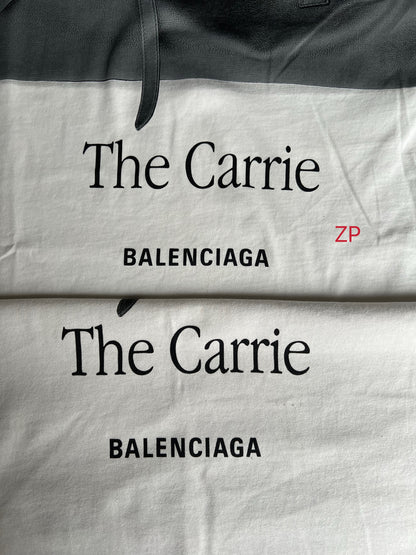 The Carrie
ZP
BALENCIAGA
The Carrie
BALENCIAGA